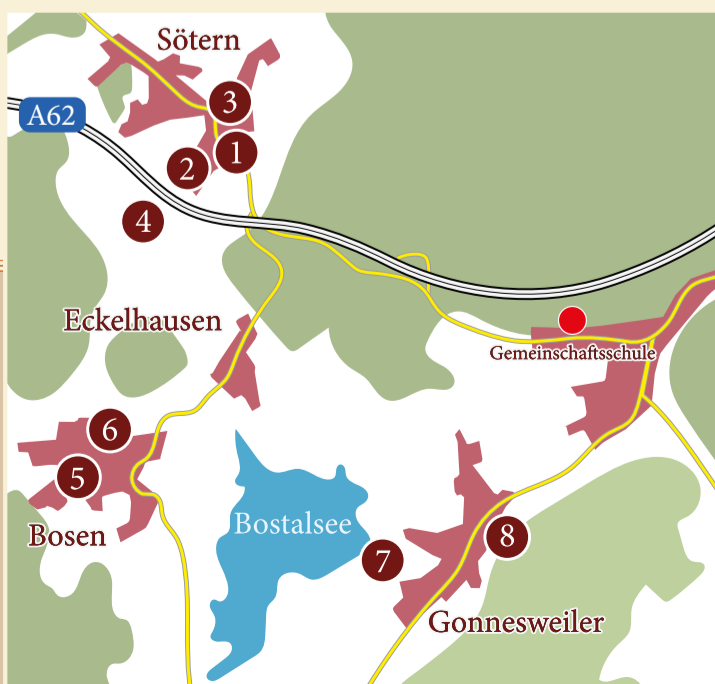 Sötern
A62
3
1
2
4
Eckelhausen
Gemeinschaftsschule
6
5
Bosen
Bostalsee
7
8
Gonnesweiler